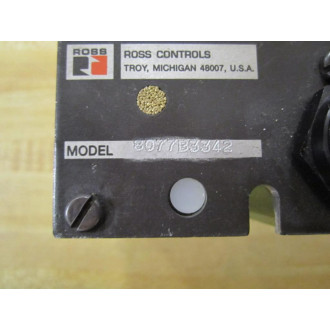 ROSS
ROSS CONTROLS
TROY, MICHIGAN 48007, U.S.A.
MODEL 8077B3342